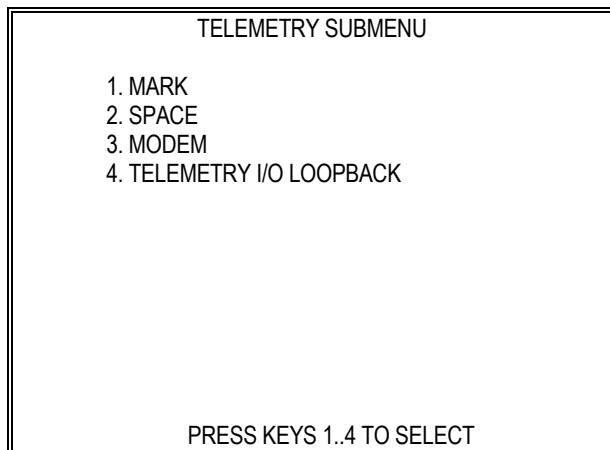 TELEMETRY SUBMENU
1. MARK
2. SPACE
3. MODEM
4. TELEMETRY I/O LOOPBACK
PRESS KEYS 1..4 TO SELECT